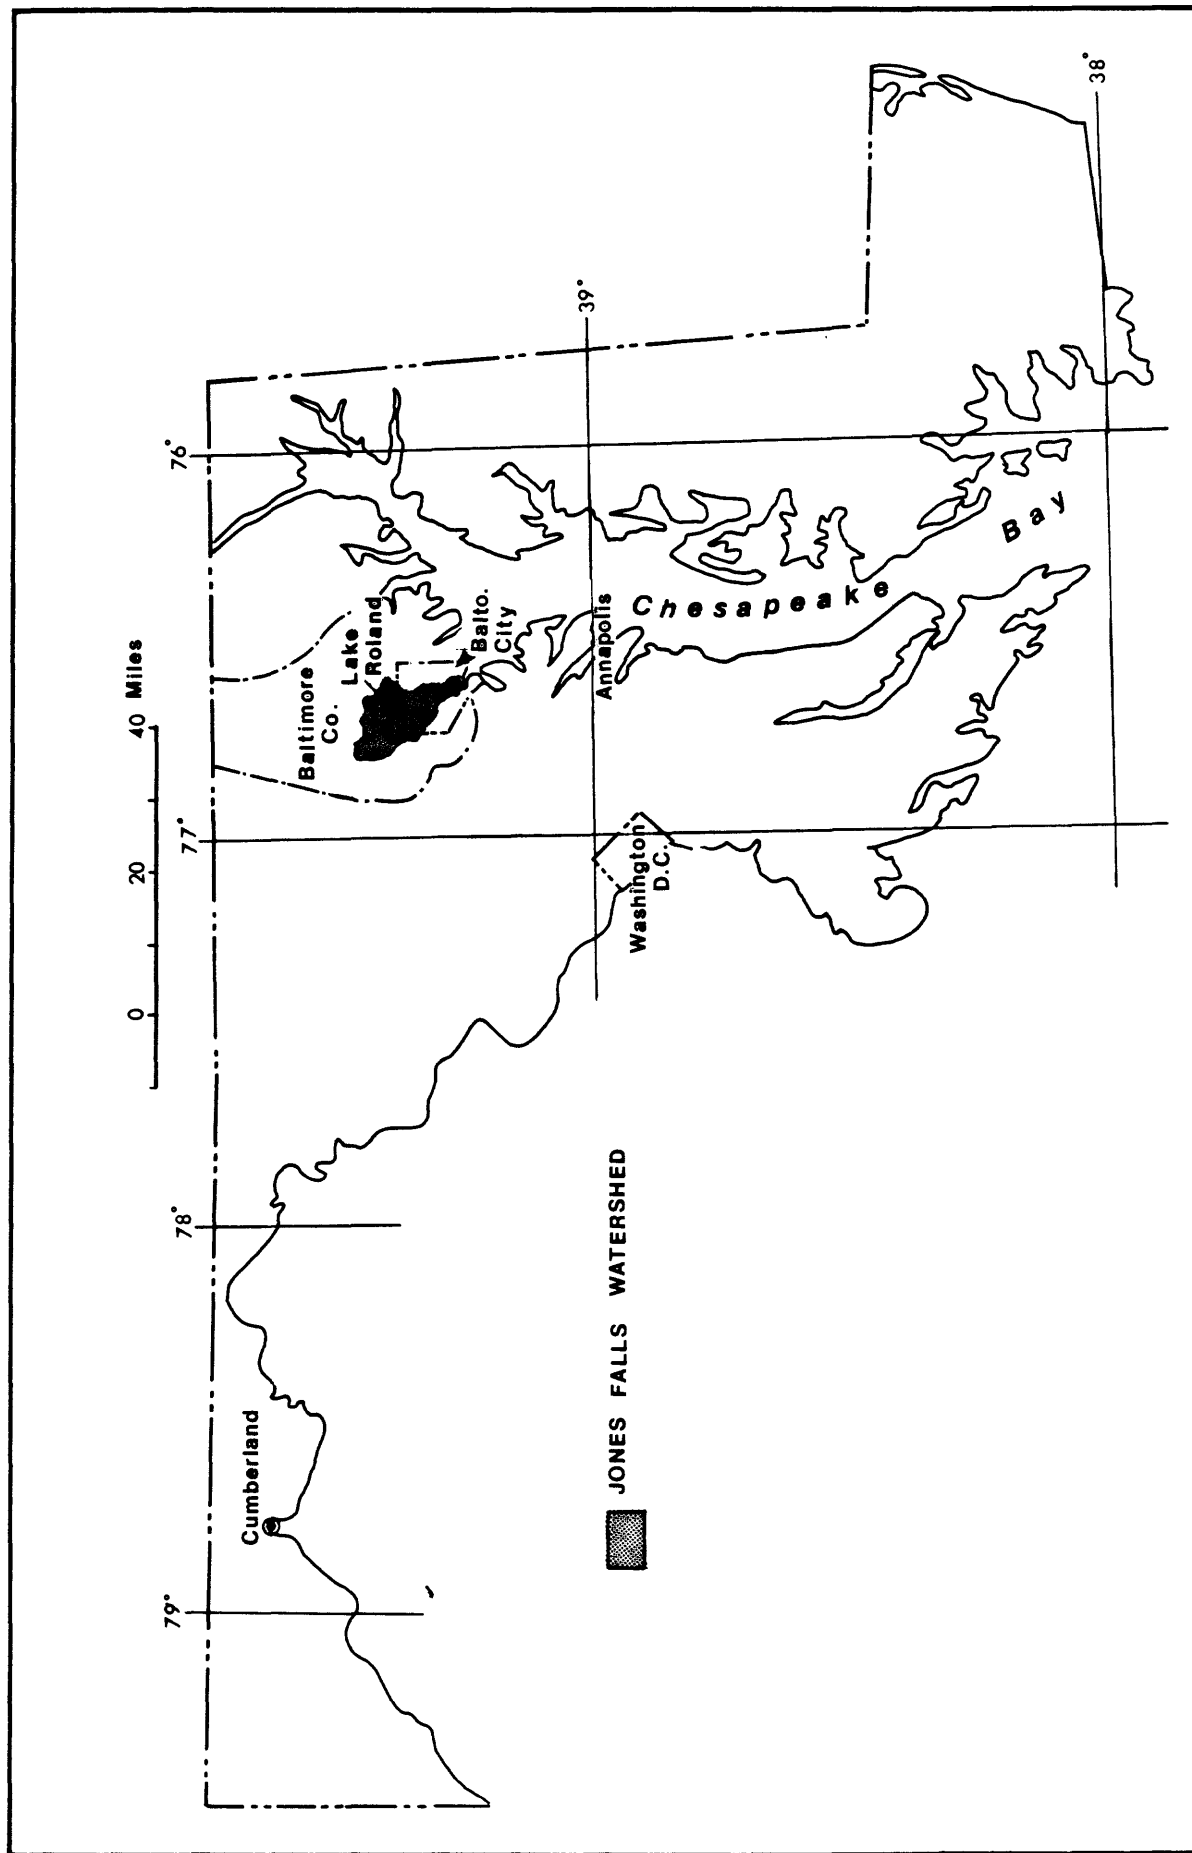 0 20 40 Miles
79°
78°
77°
76°
Cumberland
Baltimore
Co.
Lake
Roland
Balto.
City
39°
Annapolis
Washington
D.C.
Chesapeake
Bay
38°
JONES FALLS WATERSHED